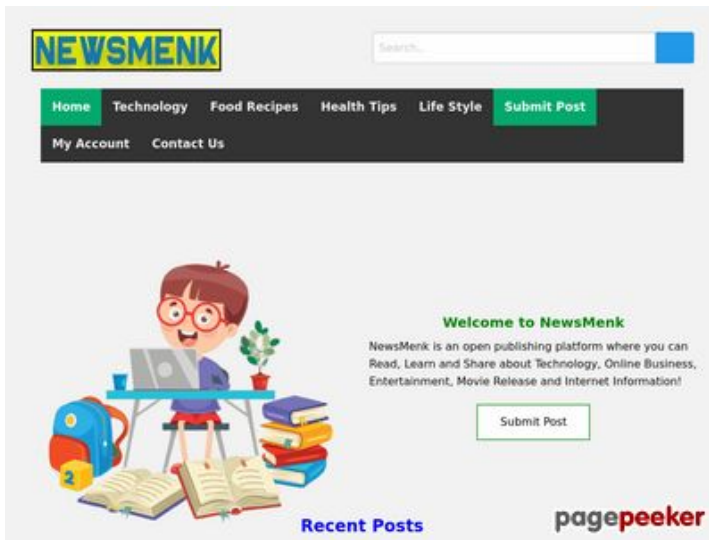 NEWSMENK
Search..
Home Technology Food Recipes Health Tips Life Style Submit Post
My Account Contact Us
Welcome to NewsMenk
NewsMenk is an open publishing platform where you can
Read, Learn and Share about Technology, Online Business,
Entertainment, Movie Release and Internet Information!
Submit Post
2
Recent Posts
pagepeeker